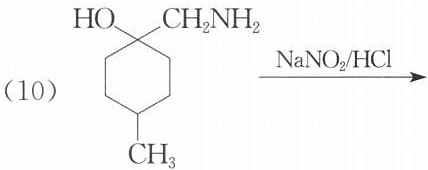 HO CH₂NH₂
NaNO₂/HCl
(10)
CH₃